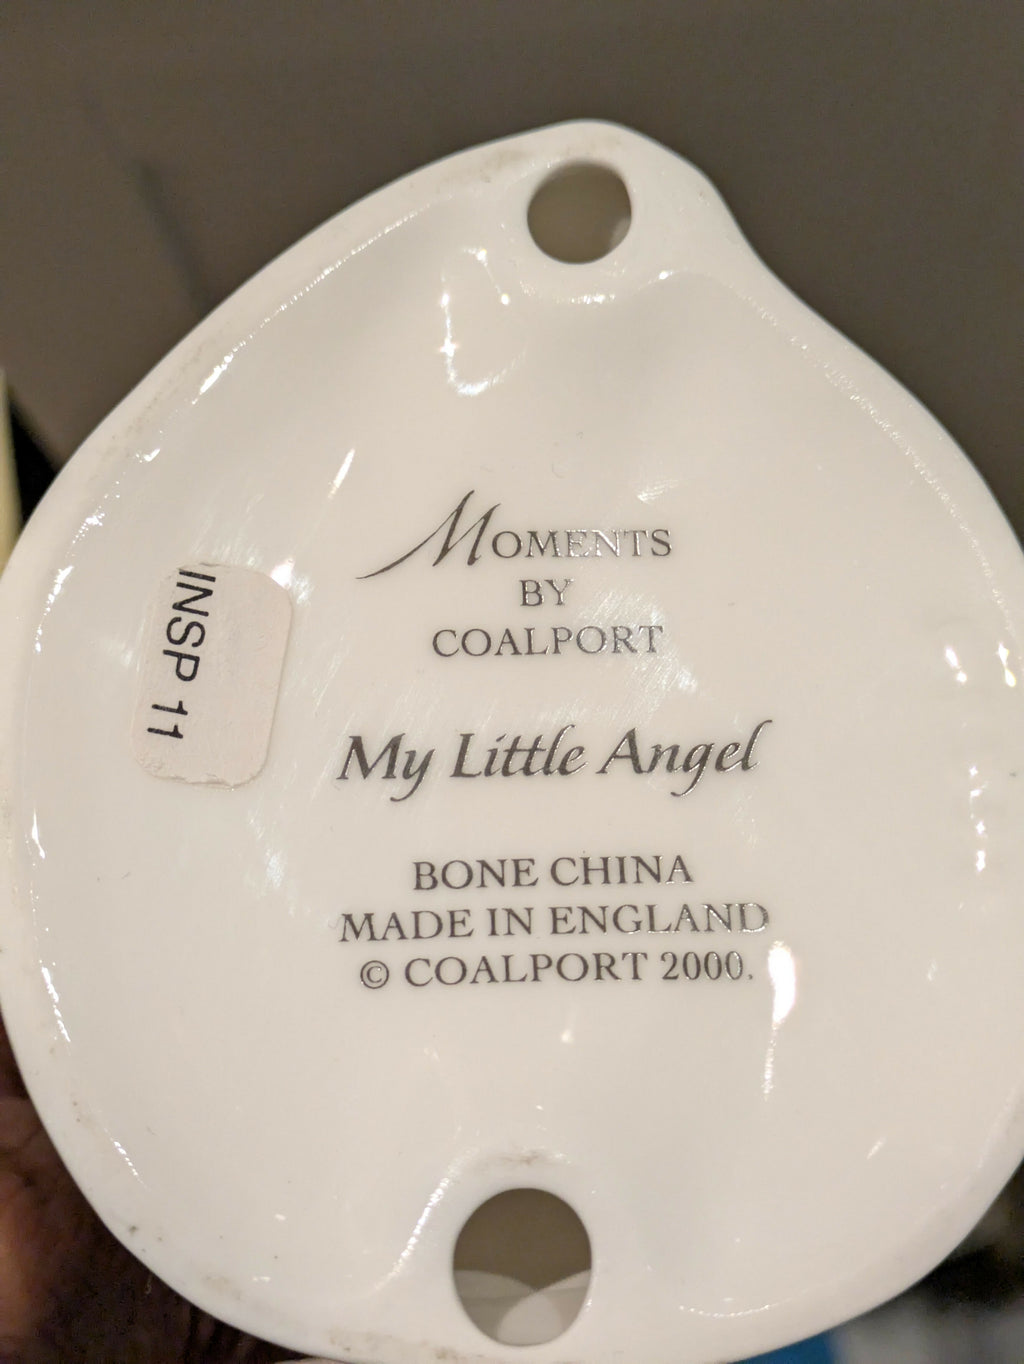 MOMENTS
BY
COALPORT
My Little Angel
BONE CHINA
MADE IN ENGLAND
© COALPORT 2000.
INSP 11